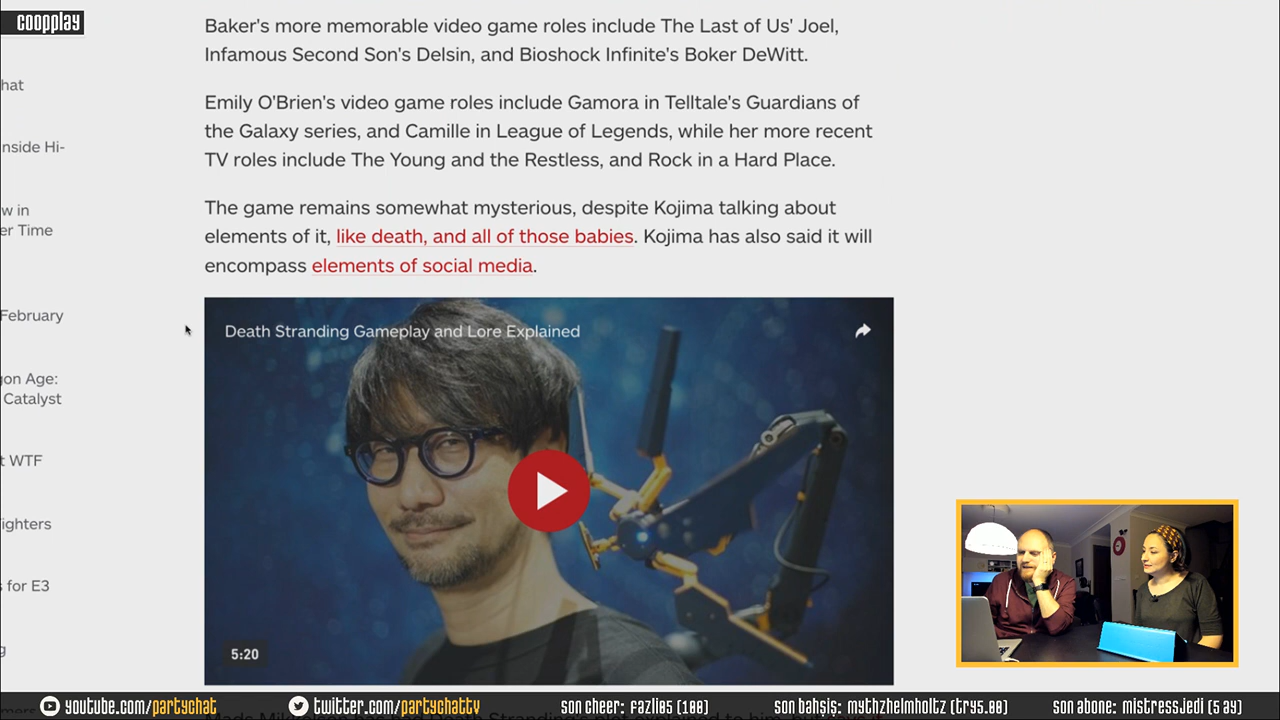 coopplay
Baker's more memorable video game roles include The Last of Us' Joel,
Infamous Second Son's Delsin, and Bioshock Infinite's Boker DeWitt.
hat
Emily O'Brien's video game roles include Gamora in Telltale's Guardians of
the Galaxy series, and Camille in League of Legends, while her more recent
TV roles include The Young and the Restless, and Rock in a Hard Place.
nside Hi-
The game remains somewhat mysterious, despite Kojima talking about
elements of it, like death, and all of those babies. Kojima has also said it will
encompass elements of social media.
w in
er Time
February
gon Age:
Catalyst
t WTF
ighters
s for E3
g
Death Stranding Gameplay and Lore Explained
5:20
youtube.com/partychat
twitter.com/partychattv
son cheer: fazli05 (100)
son bahşiş: mythzhelmholtz (try5.00)
son abone: mistressJedi (5 ay)